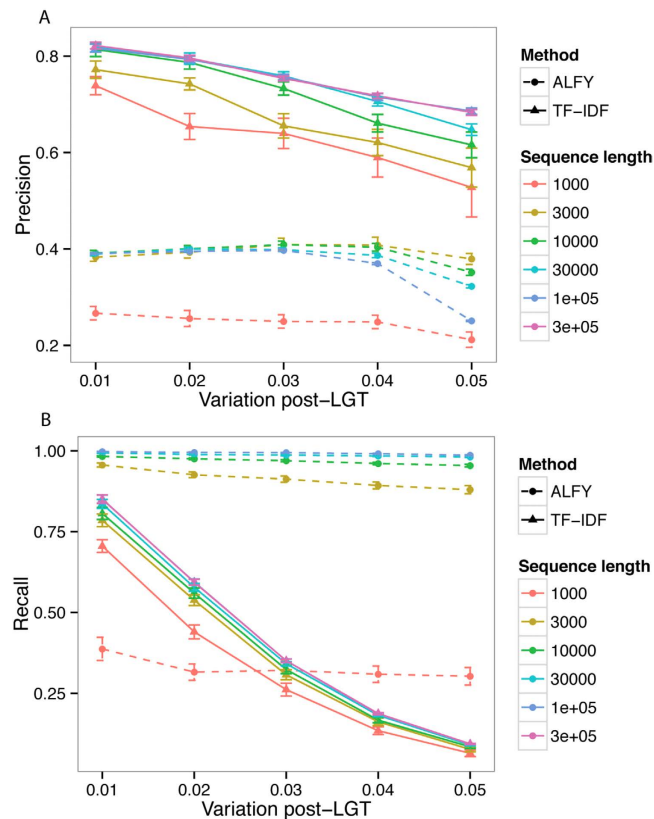 A
Precision
0.8
0.6
0.4
0.2
0.01 0.02 0.03 0.04 0.05
Variation post-LGT
Method
ALFY
TF-IDF
Sequence length
1000
3000
10000
30000
1e+05
3e+05
B
Recall
1.00
0.75
0.50
0.25
0.01 0.02 0.03 0.04 0.05
Variation post-LGT
Method
ALFY
TF-IDF
Sequence length
1000
3000
10000
30000
1e+05
3e+05